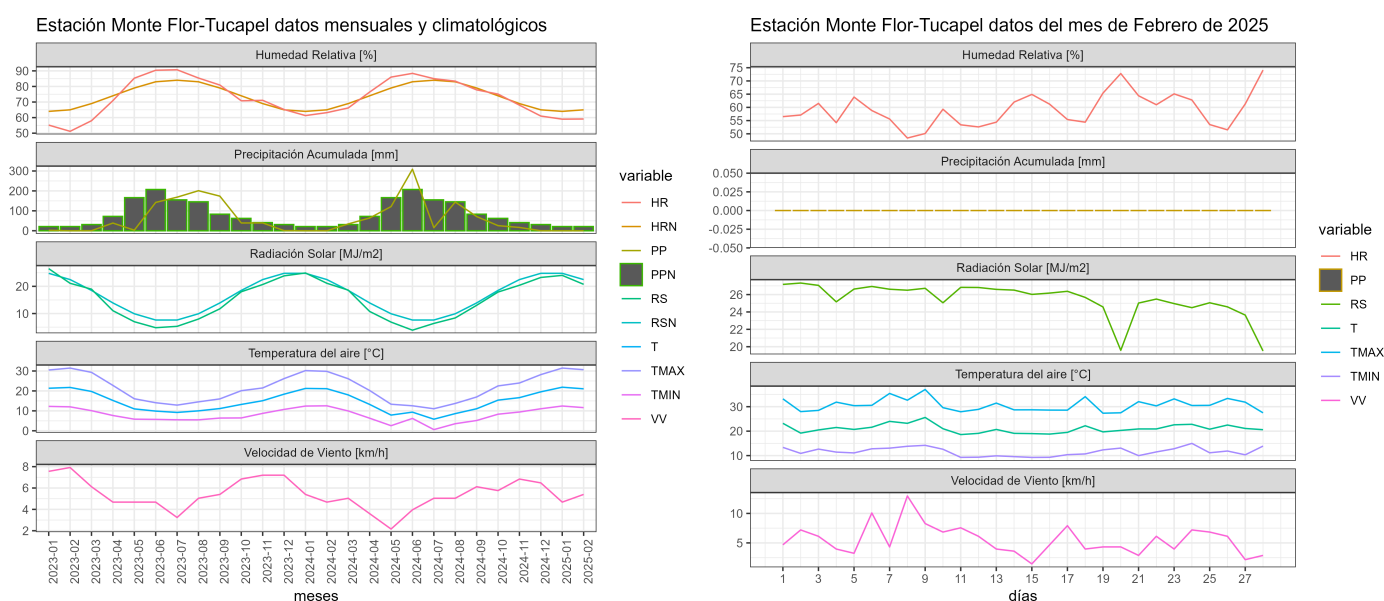 Estación Monte Flor-Tucapel datos mensuales y climatológicos
Humedad Relativa [%]
90
80
70
60
50
Precipitación Acumulada [mm]
300
200
100
0
Radiación Solar [MJ/m2]
20
10
Temperatura del aire [°C]
30
20
10
0
Velocidad de Viento [km/h]
8
6
4
2
2023-01
2023-02
2023-03
2023-04
2023-05
2023-06
2023-07
2023-08
2023-09
2023-10
2023-11
2023-12
2024-01
2024-02
2024-03
2024-04
2024-05
2024-06
2024-07
2024-08
2024-09
2024-10
2024-11
2024-12
2025-01
2025-02
meses
variable
HR
HRN
PP
PPN
RS
RSN
T
TMAX
TMIN
VV
Estación Monte Flor-Tucapel datos del mes de Febrero de 2025
Humedad Relativa [%]
75
70
65
60
55
50
Precipitación Acumulada [mm]
0.050
0.025
0.000
-0.025
-0.050
Radiación Solar [MJ/m2]
26
24
22
20
Temperatura del aire [°C]
30
20
10
Velocidad de Viento [km/h]
10
5
1 3 5 7 9 11 13 15 17 19 21 23 25 27
días
variable
HR
PP
RS
T
TMAX
TMIN
VV